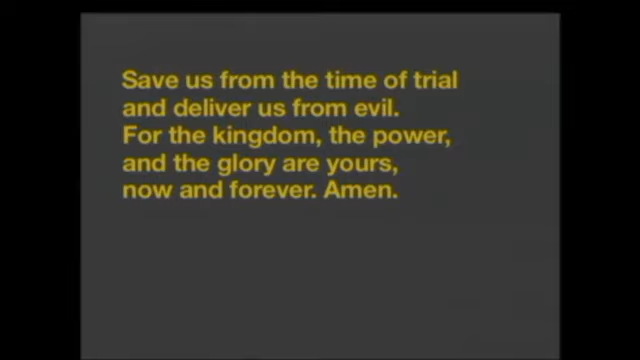 Save us from the time of trial
and deliver us from evil.
For the kingdom, the power,
and the glory are yours,
now and forever. Amen.